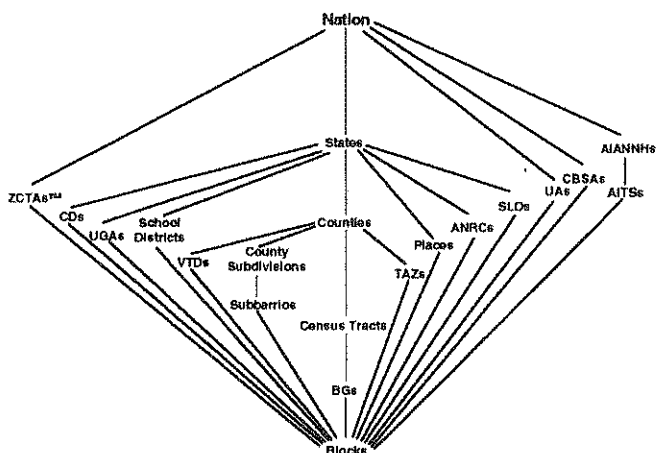 Nation
States
AIANNHs
ZCTAs™
CDs
UGAs
School
Districts
Counties
SLDs
UAs
CBSAs
AITSs
ANRCs
Places
VTDs
County
Subdivisions
TAZs
Subbarrios
Census Tracts
BGs
Blocks